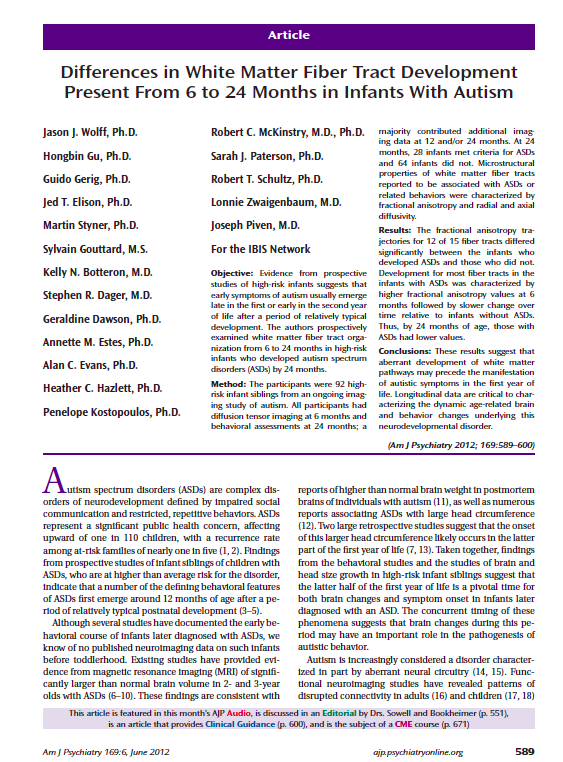 Article
Differences in White Matter Fiber Tract Development
Present From 6 to 24 Months in Infants With Autism
Jason J. Wolff, Ph.D.
Hongbin Gu, Ph.D.
Guido Gerig, Ph.D.
Jed T. Elison, Ph.D.
Martin Styner, Ph.D.
Sylvain Gouttard, M.S.
Kelly N. Botteron, M.D.
Stephen R. Dager, M.D.
Geraldine Dawson, Ph.D.
Annette M. Estes, Ph.D.
Alan C. Evans, Ph.D.
Heather C. Hazlett, Ph.D.
Penelope Kostopoulos, Ph.D.
Robert C. McKinstry, M.D., Ph.D.
Sarah J. Paterson, Ph.D.
Robert T. Schultz, Ph.D.
Lonnie Zwaigenbaum, M.D.
Joseph Piven, M.D.
For the IBIS Network
Objective: Evidence from prospective
studies of high-risk infants suggests that
early symptoms of autism usually emerge
late in the first or early in the second year
of life after a period of relatively typical
development. The authors prospectively
examined white matter fiber tract orga-
nization from 6 to 24 months in high-risk
infants who developed autism spectrum
disorders (ASDs) by 24 months.
Method: The participants were 92 high-
risk infant siblings from an ongoing imag-
ing study of autism. All participants had
diffusion tensor imaging at 6 months and
behavioral assessments at 24 months; a
majority contributed additional imag-
ing data at 12 and/or 24 months. At 24
months, 28 infants met criteria for ASDs
and 64 infants did not. Microstructural
properties of white matter fiber tracts
reported to be associated with ASDs or
related behaviors were characterized by
fractional anisotropy and radial and axial
diffusivity.
Results: The fractional anisotropy tra-
jectories for 12 of 15 fiber tracts differed
significantly between the infants who
developed ASDs and those who did not.
Development for most fiber tracts in the
infants with ASDs was characterized by
higher fractional anisotropy values at 6
months followed by slower change over
time relative to infants without ASDs.
Thus, by 24 months of age, those with
ASDs had lower values.
Conclusions: These results suggest that
aberrant development of white matter
pathways may precede the manifestation
of autistic symptoms in the first year of
life. Longitudinal data are critical to char-
acterizing the dynamic age-related brain
and behavior changes underlying this
neurodevelopmental disorder.
(Am J Psychiatry 2012; 169:589–600)
Autism spectrum disorders (ASDs) are complex dis-
orders of neurodevelopment defined by impaired social
communication and restricted, repetitive behaviors. ASDs
represent a significant public health concern, affecting
upward of one in 110 children, with a recurrence rate
among at-risk families of nearly one in five (1, 2). Findings
from prospective studies of infant siblings of children with
ASDs, who are at higher than average risk for the disorder,
indicate that a number of the defining behavioral features
of ASDs first emerge around 12 months of age after a pe-
riod of relatively typical postnatal development (3–5).
Although several studies have documented the early be-
havioral course of infants later diagnosed with ASDs, we
know of no published neuroimaging data on such infants
before toddlerhood. Existing studies have provided evi-
dence from magnetic resonance imaging (MRI) of signifi-
cantly larger than normal brain volume in 2- and 3-year
olds with ASDs (6–10). These findings are consistent with
reports of higher than normal brain weight in postmortem
brains of individuals with autism (11), as well as numerous
reports associating ASDs with large head circumference
(12). Two large retrospective studies suggest that the onset
of this larger head circumference likely occurs in the latter
part of the first year of life (7, 13). Taken together, findings
from the behavioral studies and the studies of brain and
head size growth in high-risk infant siblings suggest that
the latter half of the first year of life is a pivotal time for
both brain changes and symptom onset in infants later
diagnosed with an ASD. The concurrent timing of these
phenomena suggests that brain changes during this pe-
riod may have an important role in the pathogenesis of
autistic behavior.
Autism is increasingly considered a disorder character-
ized in part by aberrant neural circuitry (14, 15). Func-
tional neuroimaging studies have revealed patterns of
disrupted connectivity in adults (16) and children (17, 18)
This article is featured in this month's AJP Audio, is discussed in an Editorial by Drs. Sowell and Bookheimer (p. 551),
is an article that provides Clinical Guidance (p. 600), and is the subject of a CME course (p. 671)
Am J Psychiatry 169:6, June 2012
ajp.psychiatryonline.org
589